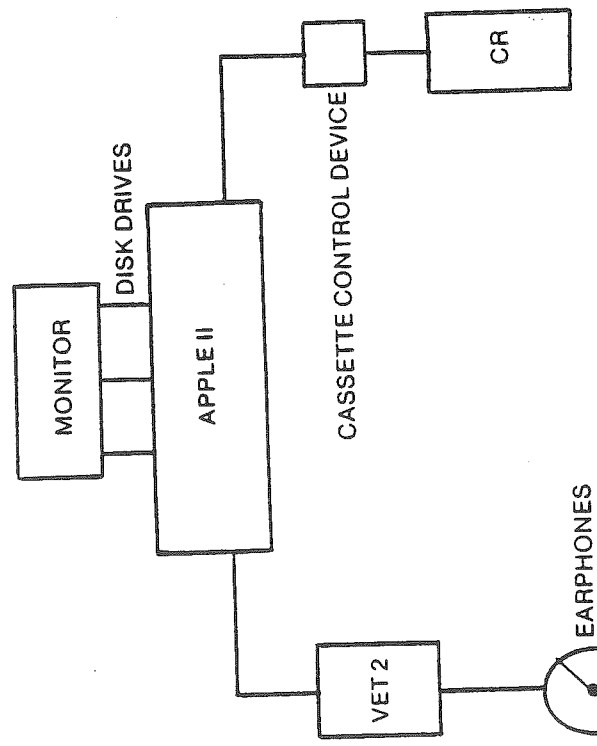 MONITOR
DISK DRIVES
APPLE II
CASSETTE CONTROL DEVICE
CR
VET 2
EARPHONES